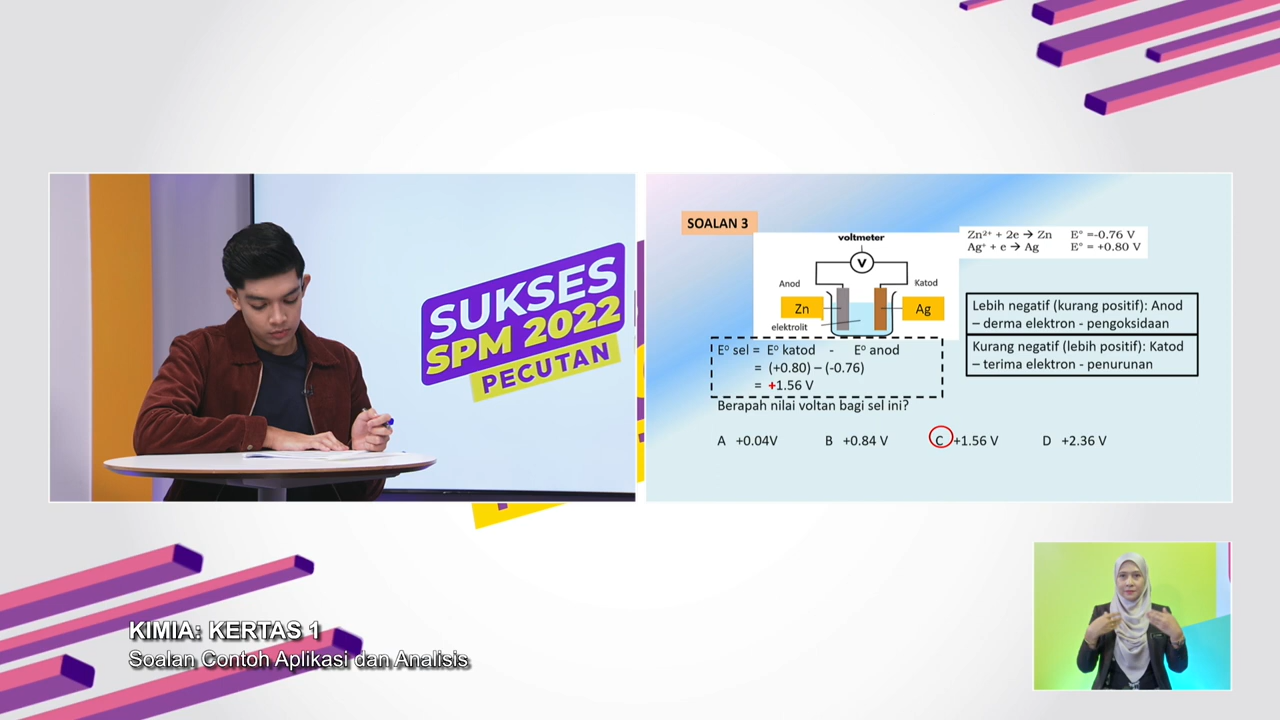 SUKSES
SPM 2022
PECUTAN
SOALAN 3
voltmeter
V
Anod
Katod
Zn
Ag
elektrolit
Zn²⁺ + 2e → Zn E° =-0.76 V
Ag⁺ + e → Ag E° = +0.80 V
Lebih negatif (kurang positif): Anod
– derma elektron - pengoksidaan
Kurang negatif (lebih positif): Katod
– terima elektron - penurunan
E° sel = E° katod - E° anod
= (+0.80) – (-0.76)
= +1.56 V
Berapah nilai voltan bagi sel ini?
A +0.04V B +0.84 V C +1.56 V D +2.36 V
KIMIA: KERTAS 1
Soalan Contoh Aplikasi dan Analisis